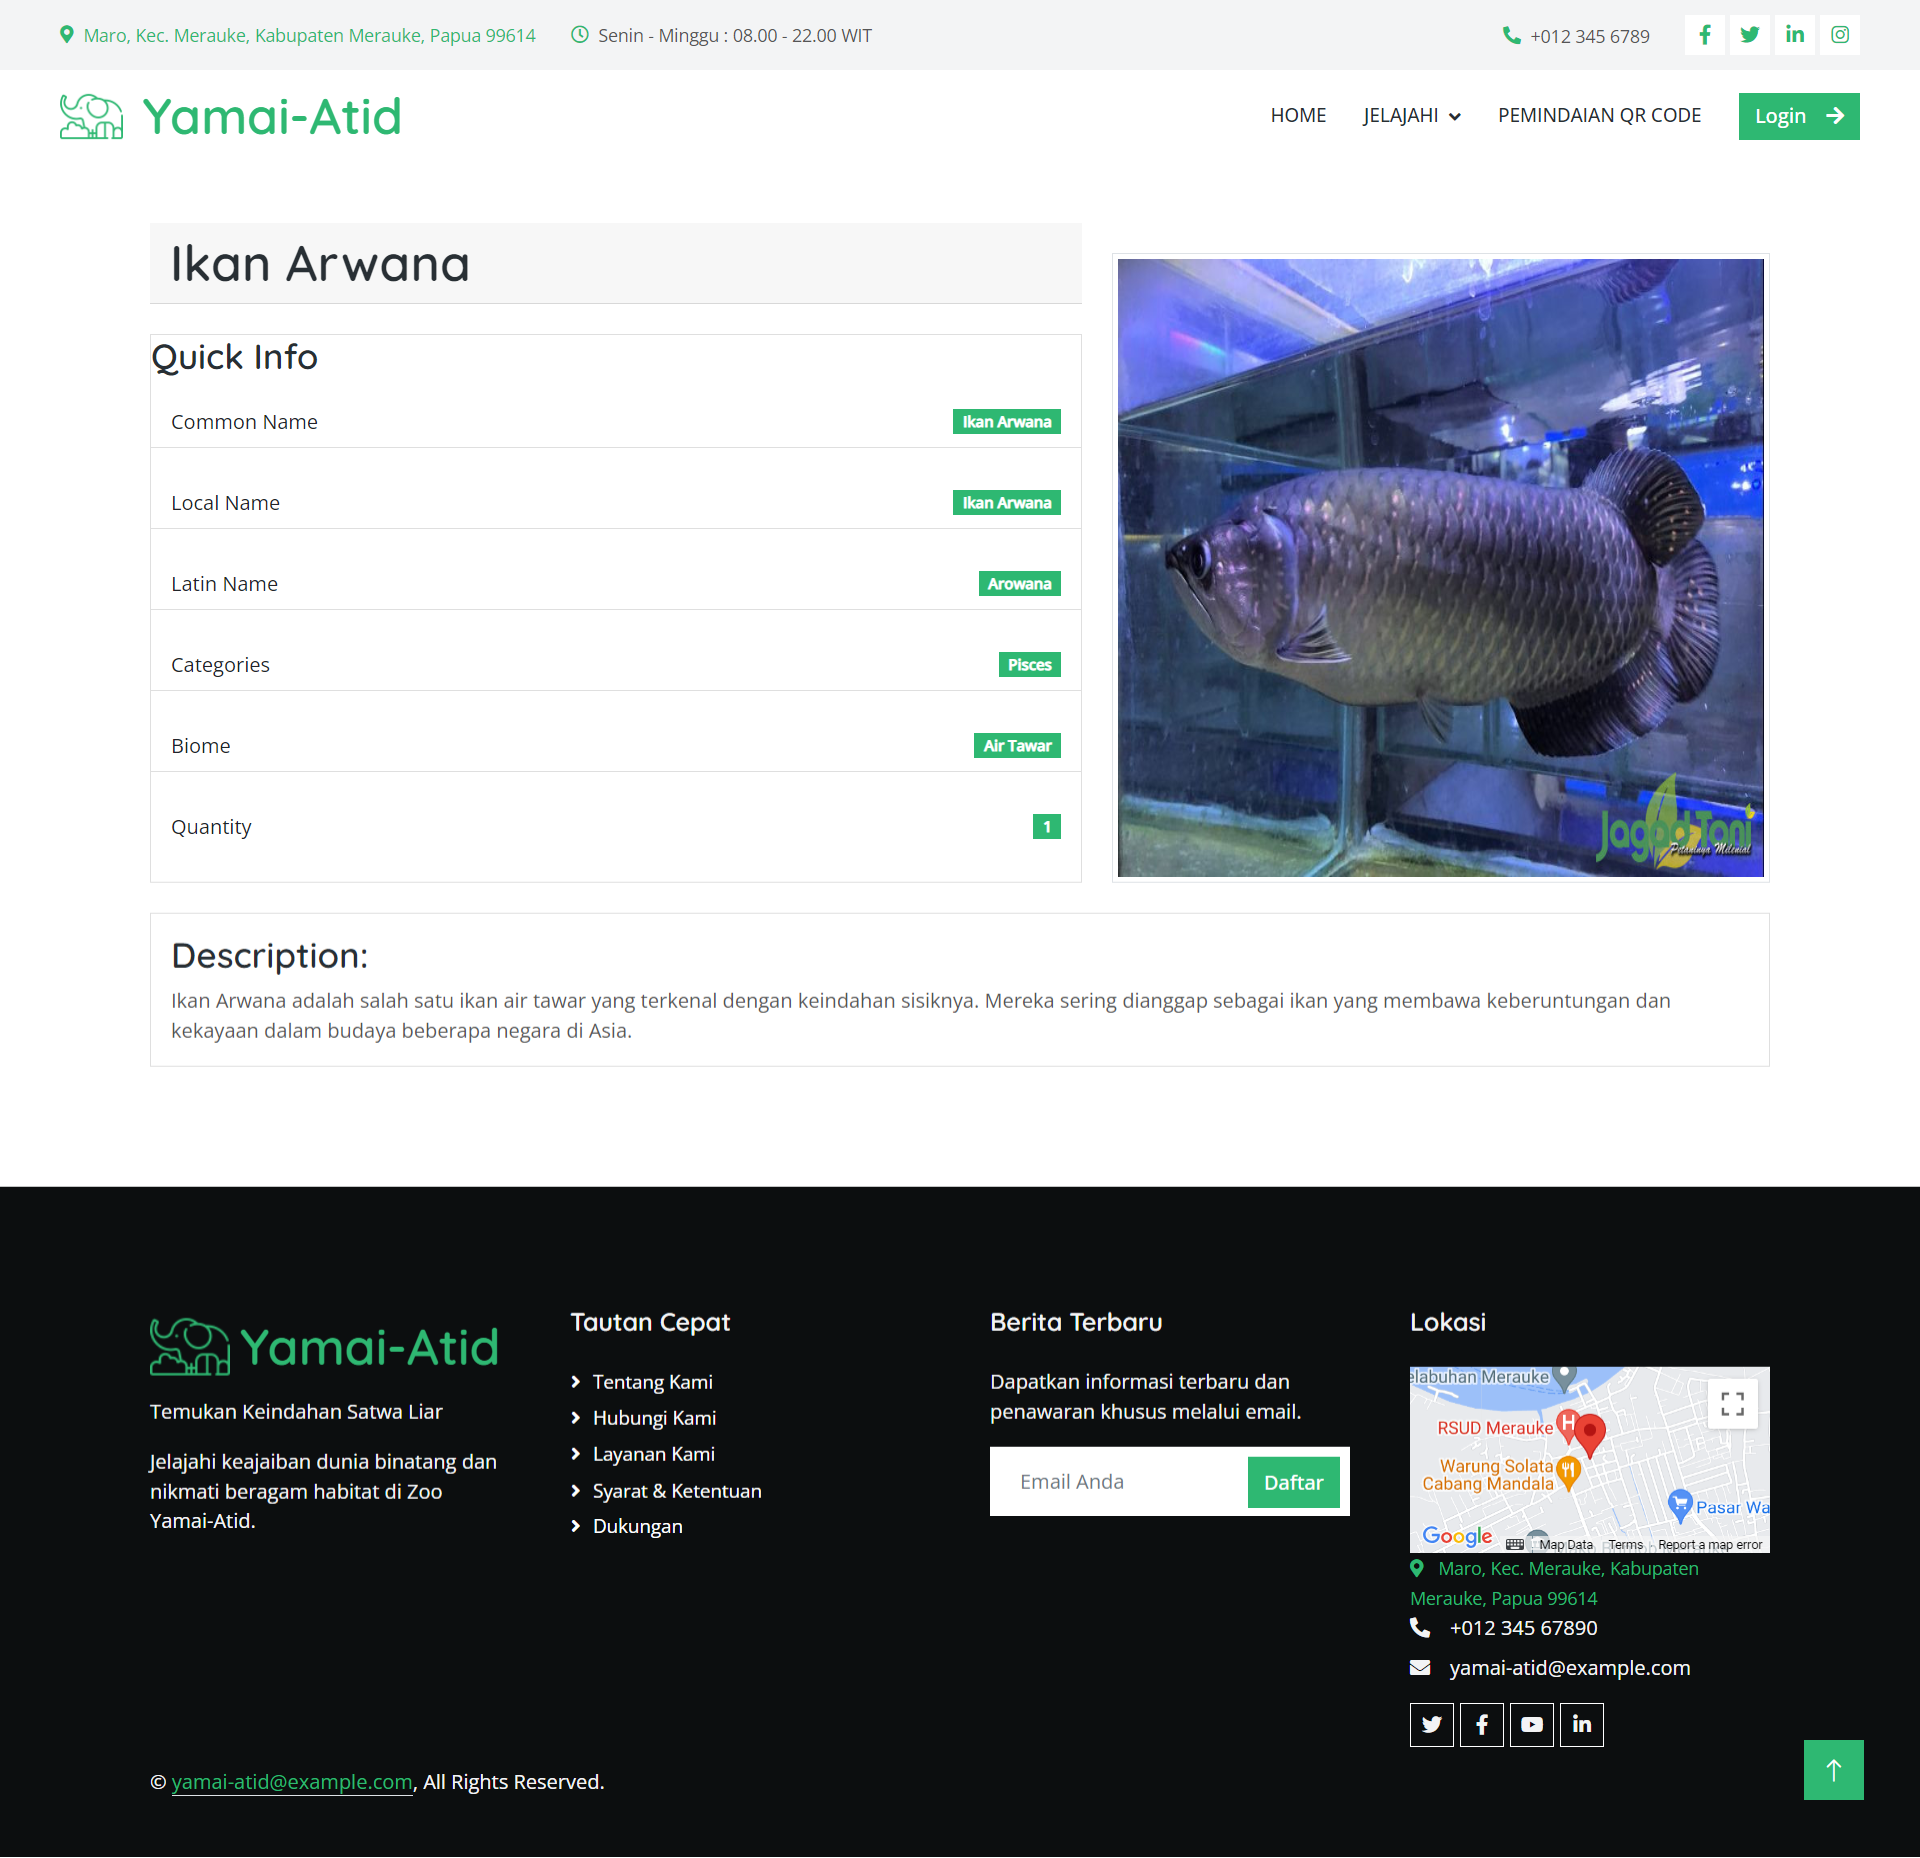 Maro, Kec. Merauke, Kabupaten Merauke, Papua 99614
Senin - Minggu : 08.00 - 22.00 WIT
+012 345 6789
Yamai-Atid
HOME
JELAJAHI
PEMINDAIAN QR CODE
Login
Ikan Arwana
Quick Info
Common Name
Ikan Arwana
Local Name
Ikan Arwana
Latin Name
Arowana
Categories
Pisces
Biome
Air Tawar
Quantity
1
Jagad Tani
Petaninya Milenial
Description:
Ikan Arwana adalah salah satu ikan air tawar yang terkenal dengan keindahan sisiknya. Mereka sering dianggap sebagai ikan yang membawa keberuntungan dan
kekayaan dalam budaya beberapa negara di Asia.
Yamai-Atid
Temukan Keindahan Satwa Liar
Jelajahi keajaiban dunia binatang dan
nikmati beragam habitat di Zoo
Yamai-Atid.
Tautan Cepat
Tentang Kami
Hubungi Kami
Layanan Kami
Syarat & Ketentuan
Dukungan
Berita Terbaru
Dapatkan informasi terbaru dan
penawaran khusus melalui email.
Email Anda
Daftar
Lokasi
elabuhan Merauke
RSUD Merauke
H
Warung Solata
Cabang Mandala
Pasar Wa
Google
Map Data
Terms
Report a map error
Maro, Kec. Merauke, Kabupaten
Merauke, Papua 99614
+012 345 67890
yamai-atid@example.com
© yamai-atid@example.com, All Rights Reserved.